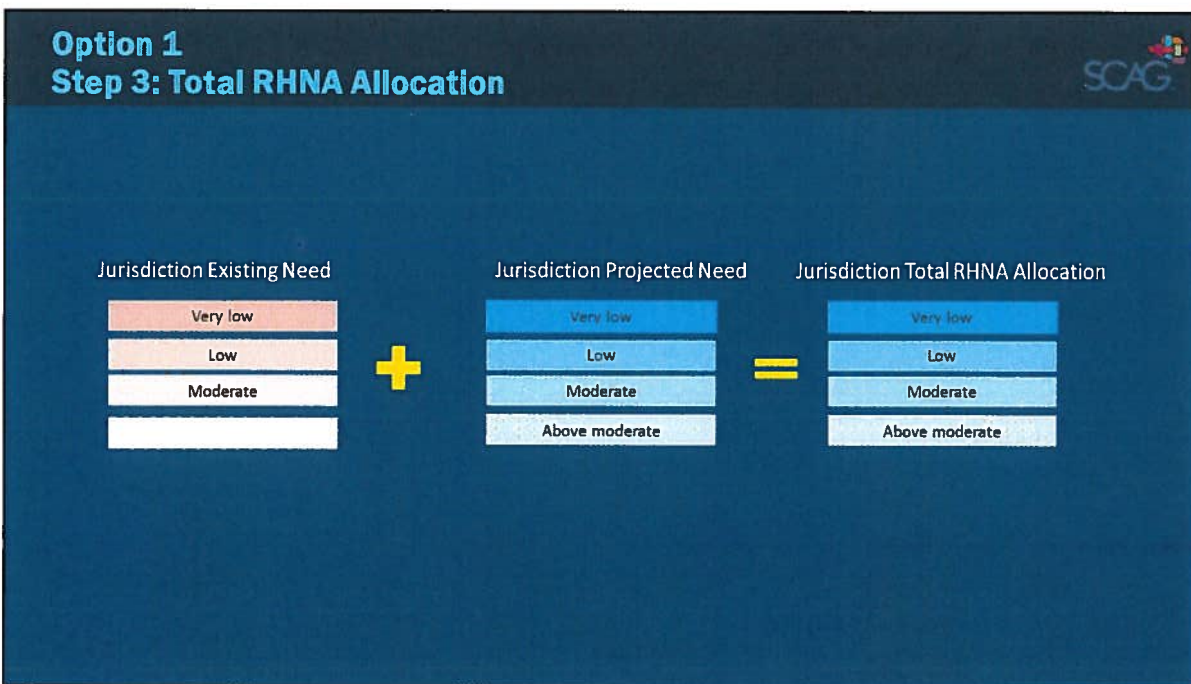 Option 1
Step 3: Total RHNA Allocation
SCAG
Jurisdiction Existing Need
Very low
Low
Moderate
Jurisdiction Projected Need
Very low
Low
Moderate
Above moderate
Jurisdiction Total RHNA Allocation
Very low
Low
Moderate
Above moderate